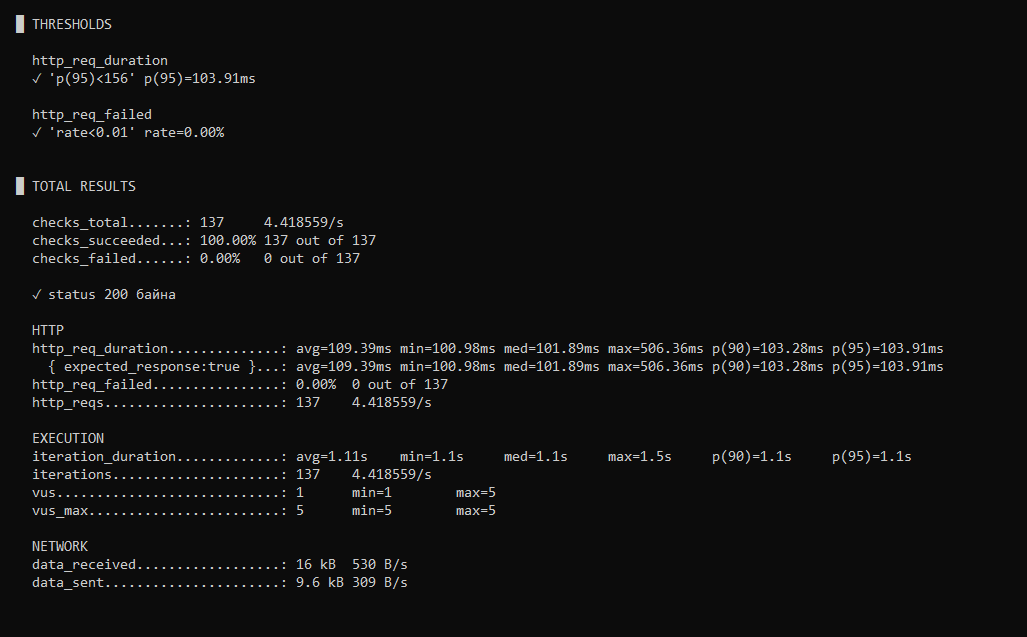 █ THRESHOLDS
http_req_duration
✓ 'p(95)<156' p(95)=103.91ms
http_req_failed
✓ 'rate<0.01' rate=0.00%
█ TOTAL RESULTS
checks_total.......: 137     4.418559/s
checks_succeeded...: 100.00% 137 out of 137
checks_failed......: 0.00%   0 out of 137
✓ status 200 байна
HTTP
http_req_duration..............: avg=109.39ms min=100.98ms med=101.89ms max=506.36ms p(90)=103.28ms p(95)=103.91ms
{ expected_response:true }...: avg=109.39ms min=100.98ms med=101.89ms max=506.36ms p(90)=103.28ms p(95)=103.91ms
http_req_failed................: 0.00%  0 out of 137
http_reqs......................: 137    4.418559/s
EXECUTION
iteration_duration.............: avg=1.11s    min=1.1s     med=1.1s     max=1.5s     p(90)=1.1s     p(95)=1.1s
iterations.....................: 137    4.418559/s
vus............................: 1      min=1        max=5
vus_max........................: 5      min=5        max=5
NETWORK
data_received..................: 16 kB  530 B/s
data_sent......................: 9.6 kB 309 B/s